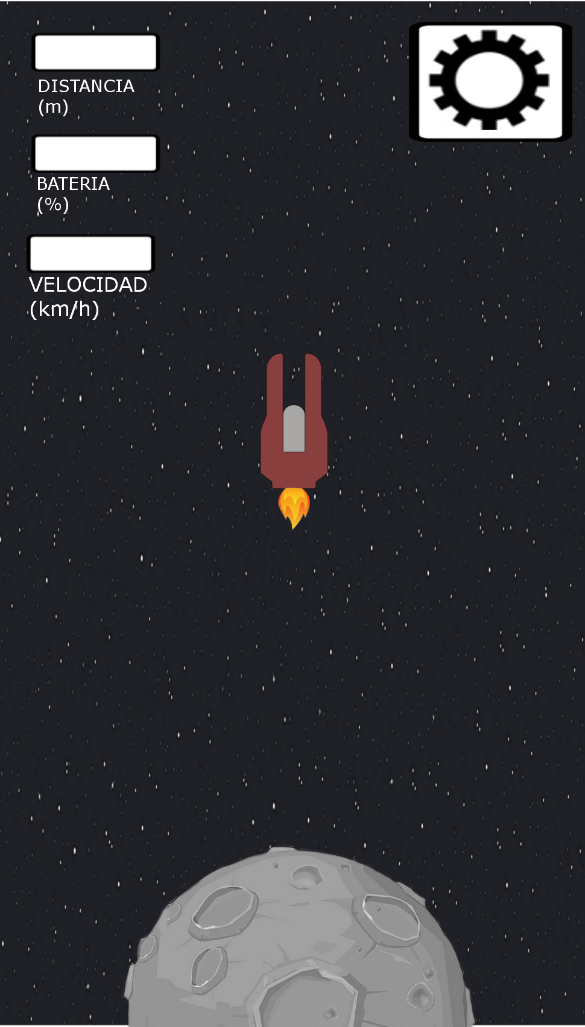 DISTANCIA
(m)
BATERIA
(%)
VELOCIDAD
(km/h)